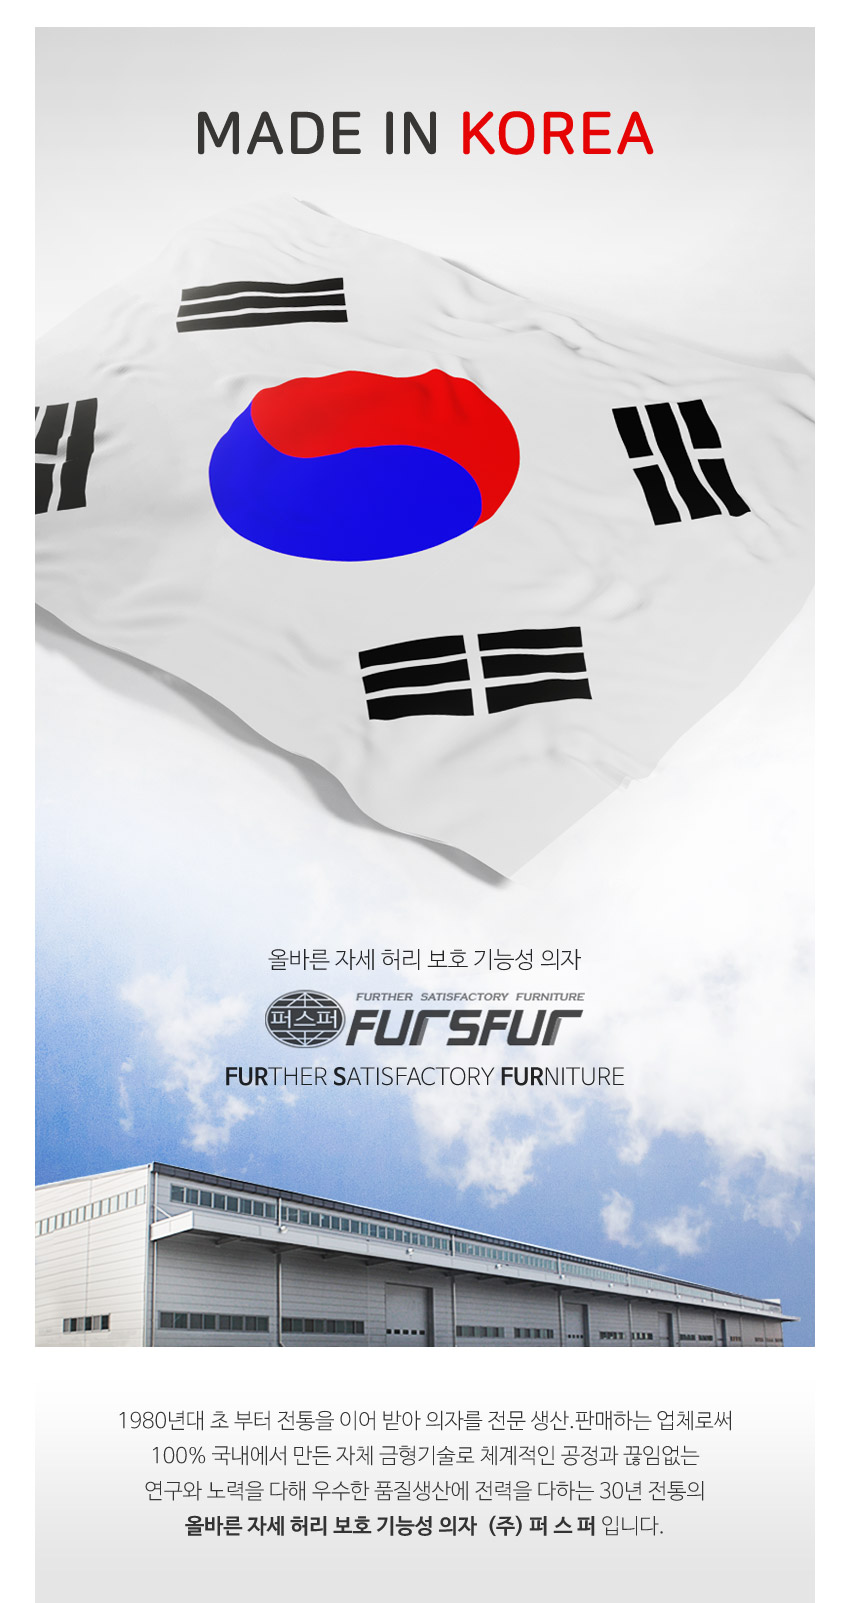 MADE IN KOREA
올바른 자세 허리 보호 기능성 의자
퍼스퍼
FURTHER SATISFACTORY FURNITURE
FURSFUR
FURTHER SATISFACTORY FURNITURE
1980년대 초 부터 전통을 이어 받아 의자를 전문 생산.판매하는 업체로써
100% 국내에서 만든 자체 금형기술로 체계적인 공정과 끊임없는
연구와 노력을 다해 우수한 품질생산에 전력을 다하는 30년 전통의
올바른 자세 허리 보호 기능성 의자 (주) 퍼 스 퍼 입니다.